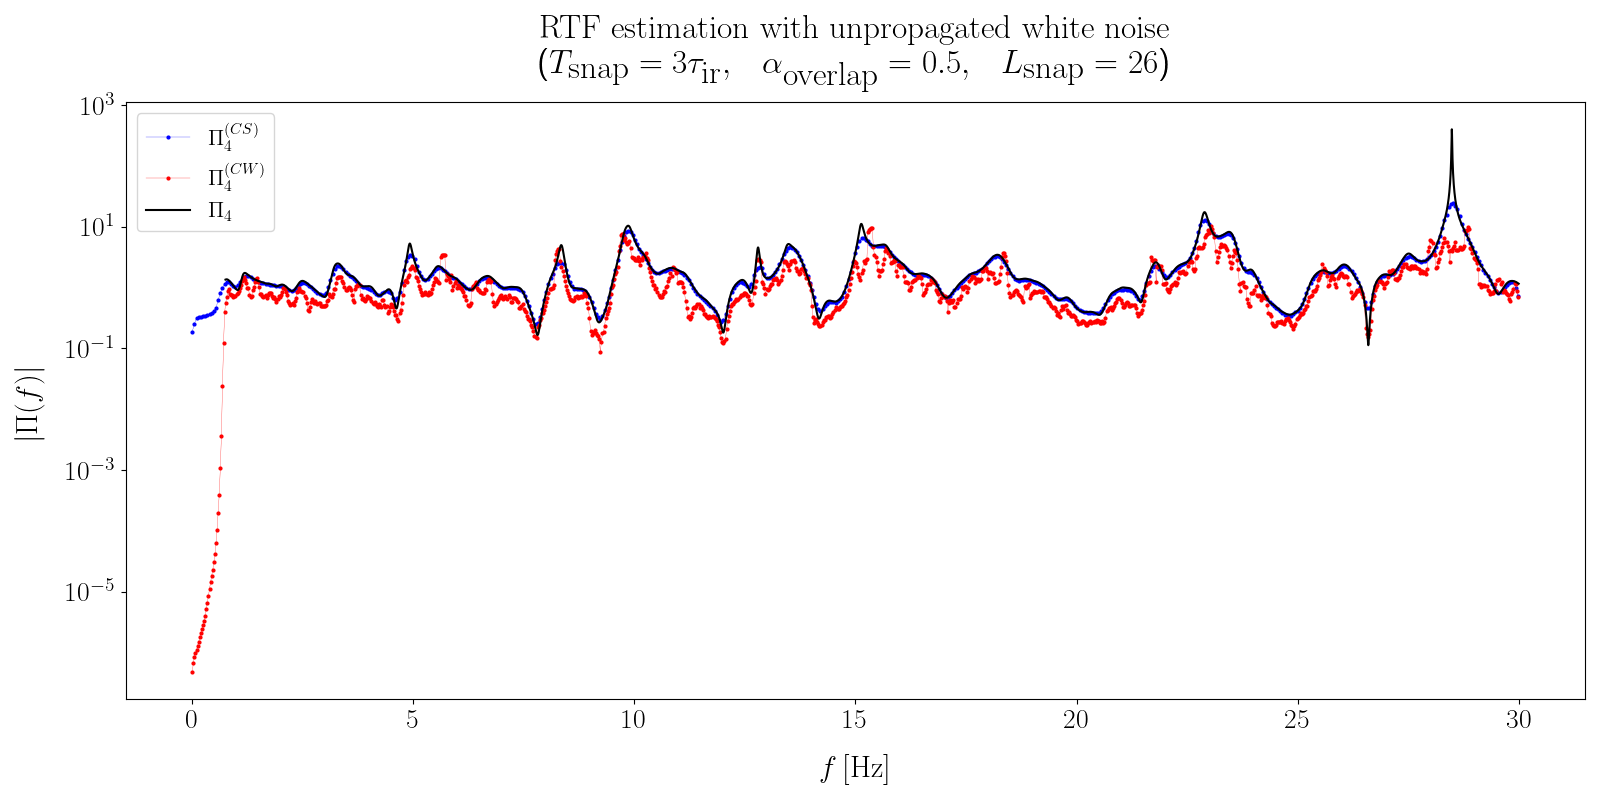 RTF estimation with unpropagated white noise
(T_snap = 3τ_ir, α_overlap = 0.5, L_snap = 26)
10^3
10^1
10^-1
10^-3
10^-5
|Π(f)|
Π_4^(CS)
Π_4^(CW)
Π_4
0 5 10 15 20 25 30
f [Hz]